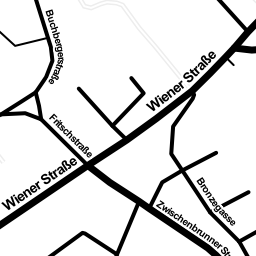 Buchbergerstraße
Wiener Straße
Fritschstraße
Wiener Straße
Bronzegasse
Zwischenbrunner St